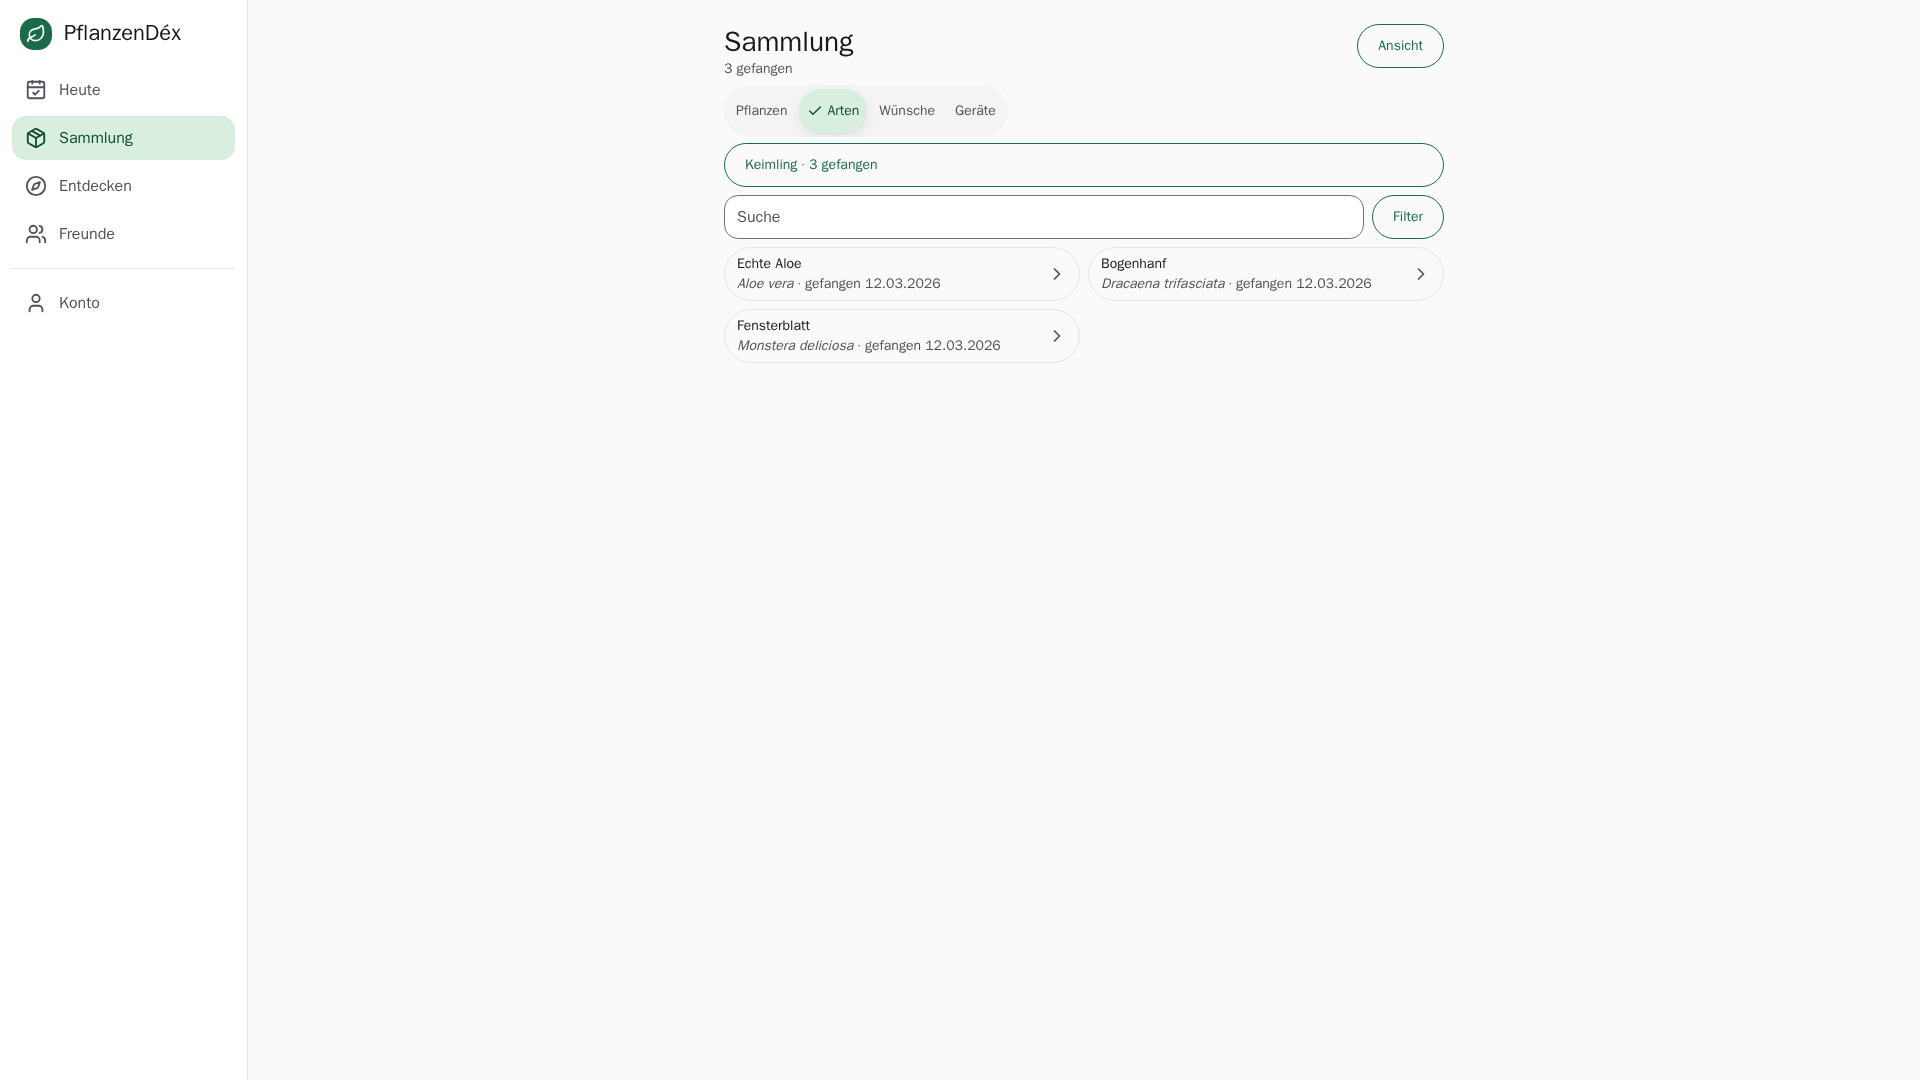 PflanzenDéx
Heute
Sammlung
Entdecken
Freunde
Konto
Sammlung
3 gefangen
Ansicht
Pflanzen
Arten
Wünsche
Geräte
Keimling · 3 gefangen
Suche
Filter
Echte Aloe
Aloe vera · gefangen 12.03.2026
Bogenhanf
Dracaena trifasciata · gefangen 12.03.2026
Fensterblatt
Monstera deliciosa · gefangen 12.03.2026